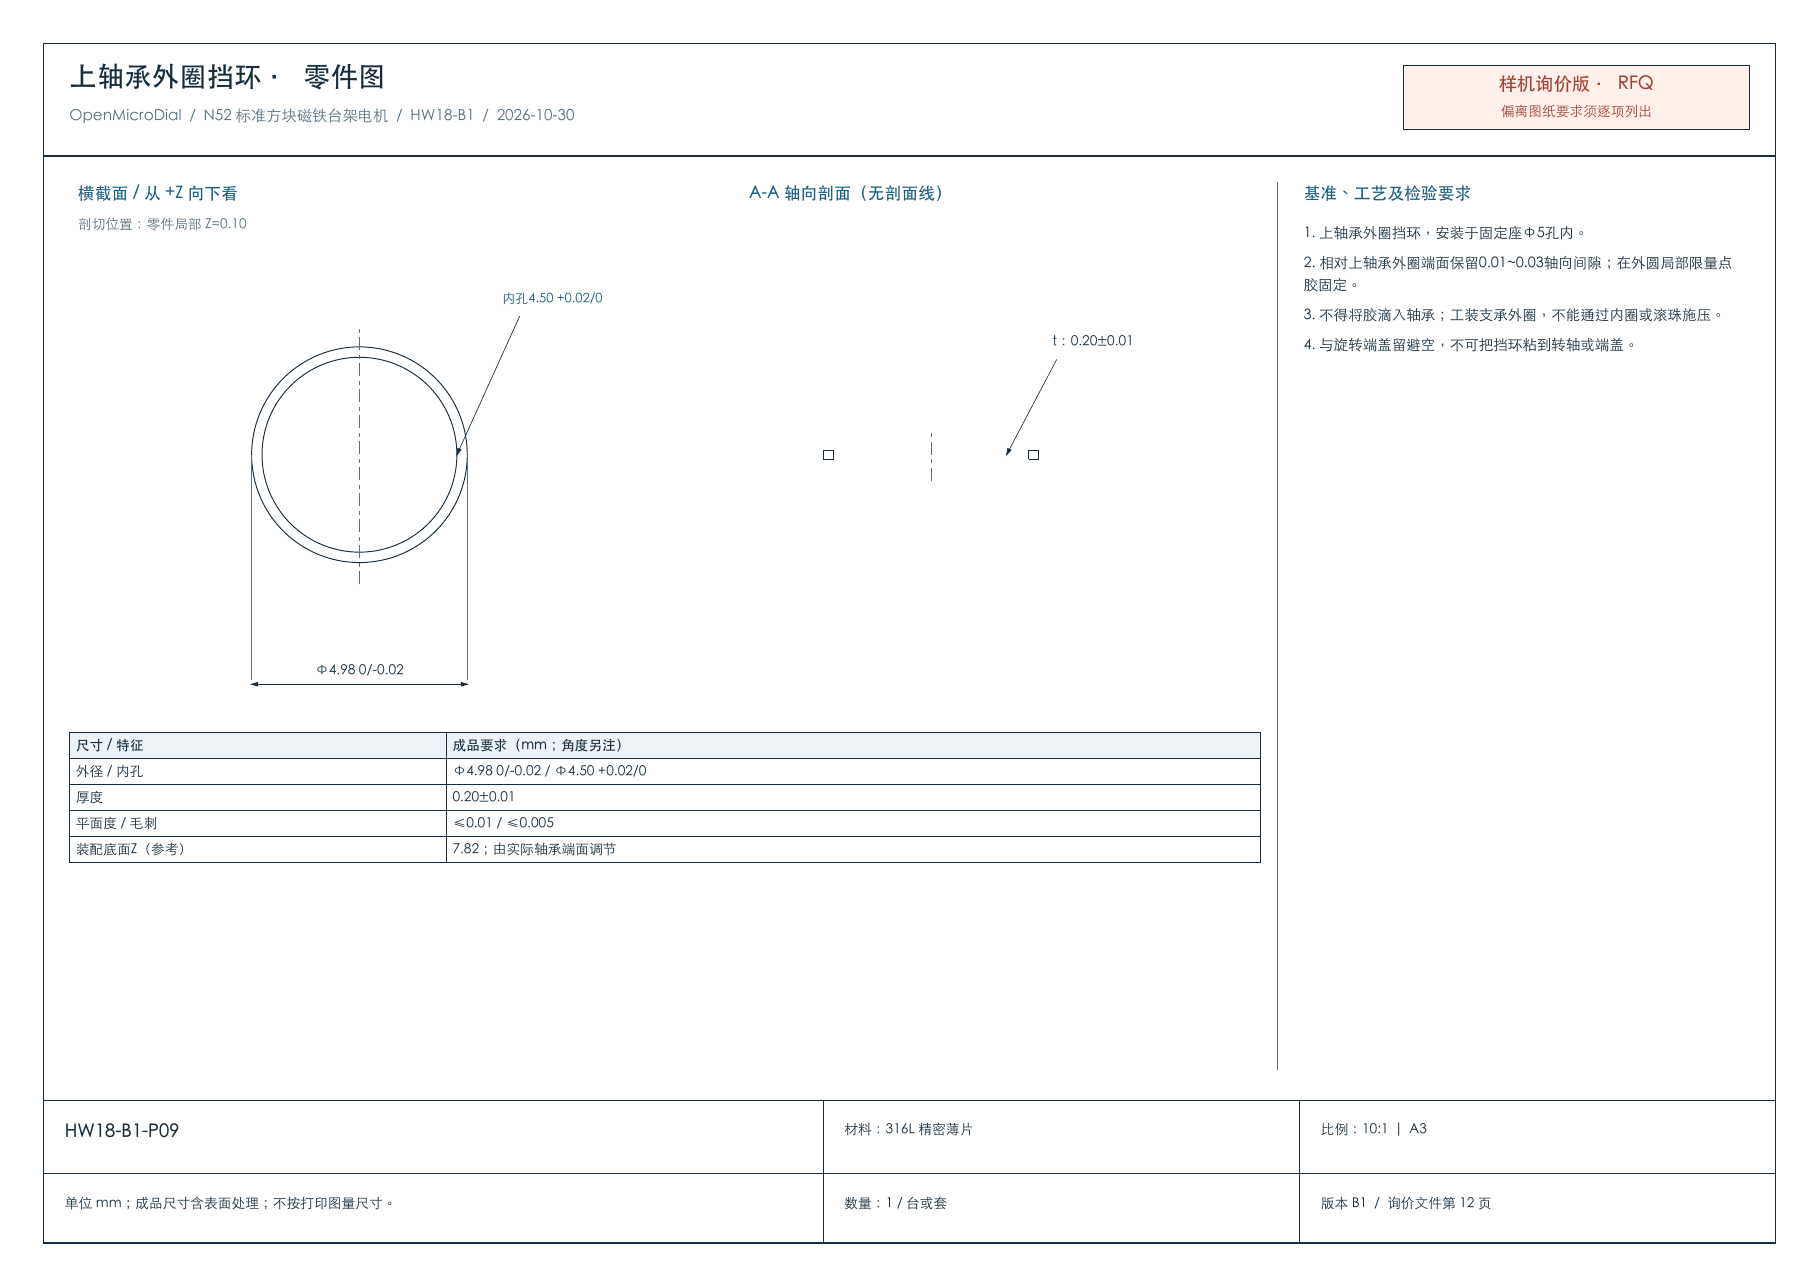 上轴承外圈挡环 · 零件图
OpenMicroDial / N52 标准方块磁铁台架电机 / HW18-B1 / 2026-10-30
样机询价版 · RFQ
偏离图纸要求须逐项列出
横截面 / 从 +Z 向下看
剖切位置：零件局部 Z=0.10
内孔4.50 +0.02/0
Φ4.98 0/-0.02
A-A 轴向剖面（无剖面线）
t：0.20±0.01
基准、工艺及检验要求
1. 上轴承外圈挡环，安装于固定座Φ5孔内。
2. 相对上轴承外圈端面保留0.01~0.03轴向间隙；在外圆局部限量点
胶固定。
3. 不得将胶滴入轴承；工装支承外圈，不能通过内圈或滚珠施压。
4. 与旋转端盖留避空，不可把挡环粘到转轴或端盖。
尺寸 / 特征 成品要求（mm；角度另注）
外径 / 内孔 Φ4.98 0/-0.02 / Φ4.50 +0.02/0
厚度 0.20±0.01
平面度 / 毛刺 ≤0.01 / ≤0.005
装配底面Z（参考） 7.82；由实际轴承端面调节
HW18-B1-P09 材料：316L 精密薄片 比例：10:1 | A3
单位 mm；成品尺寸含表面处理；不按打印图量尺寸。 数量：1 / 台或套 版本 B1 / 询价文件第 12 页